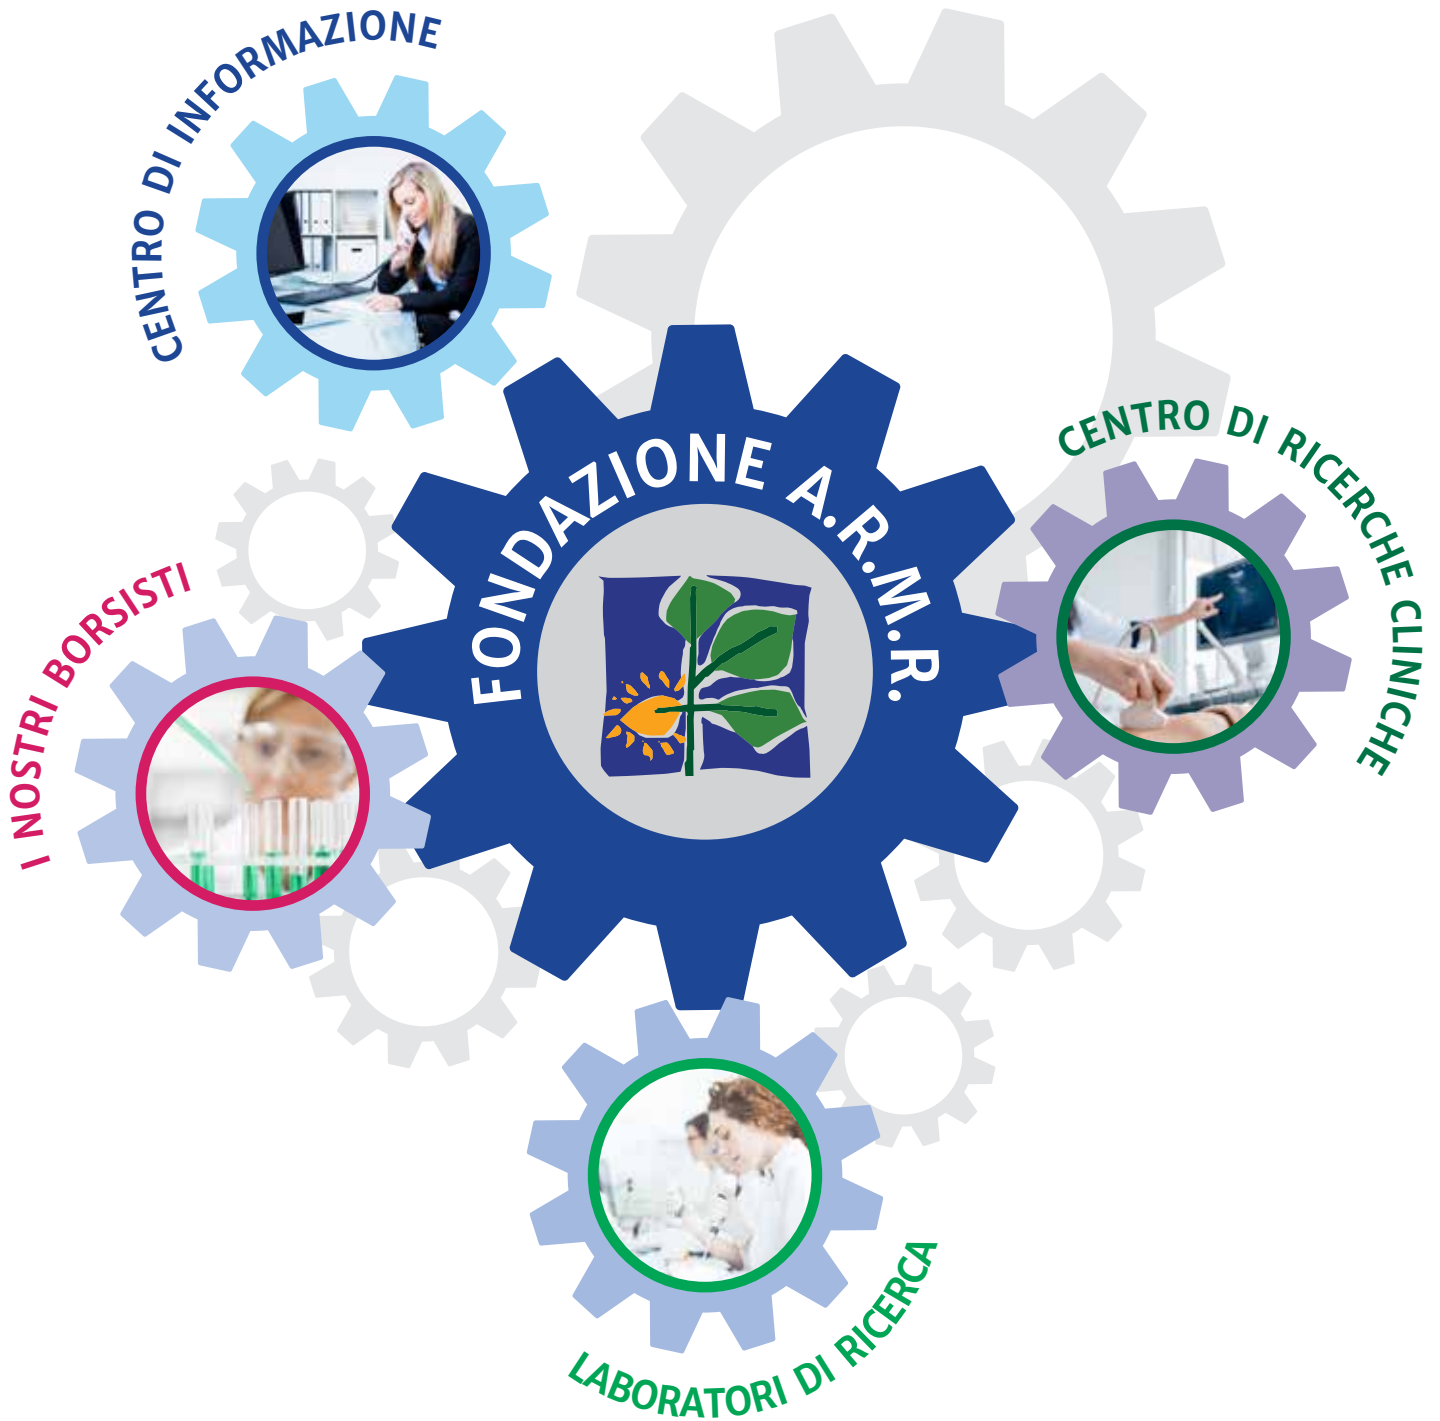 CENTRO DI INFORMAZIONE
FONDAZIONE A.R.M.R.
CENTRO DI RICERCHE CLINICHE
I NOSTRI BORSISTI
LABORATORI DI RICERCA